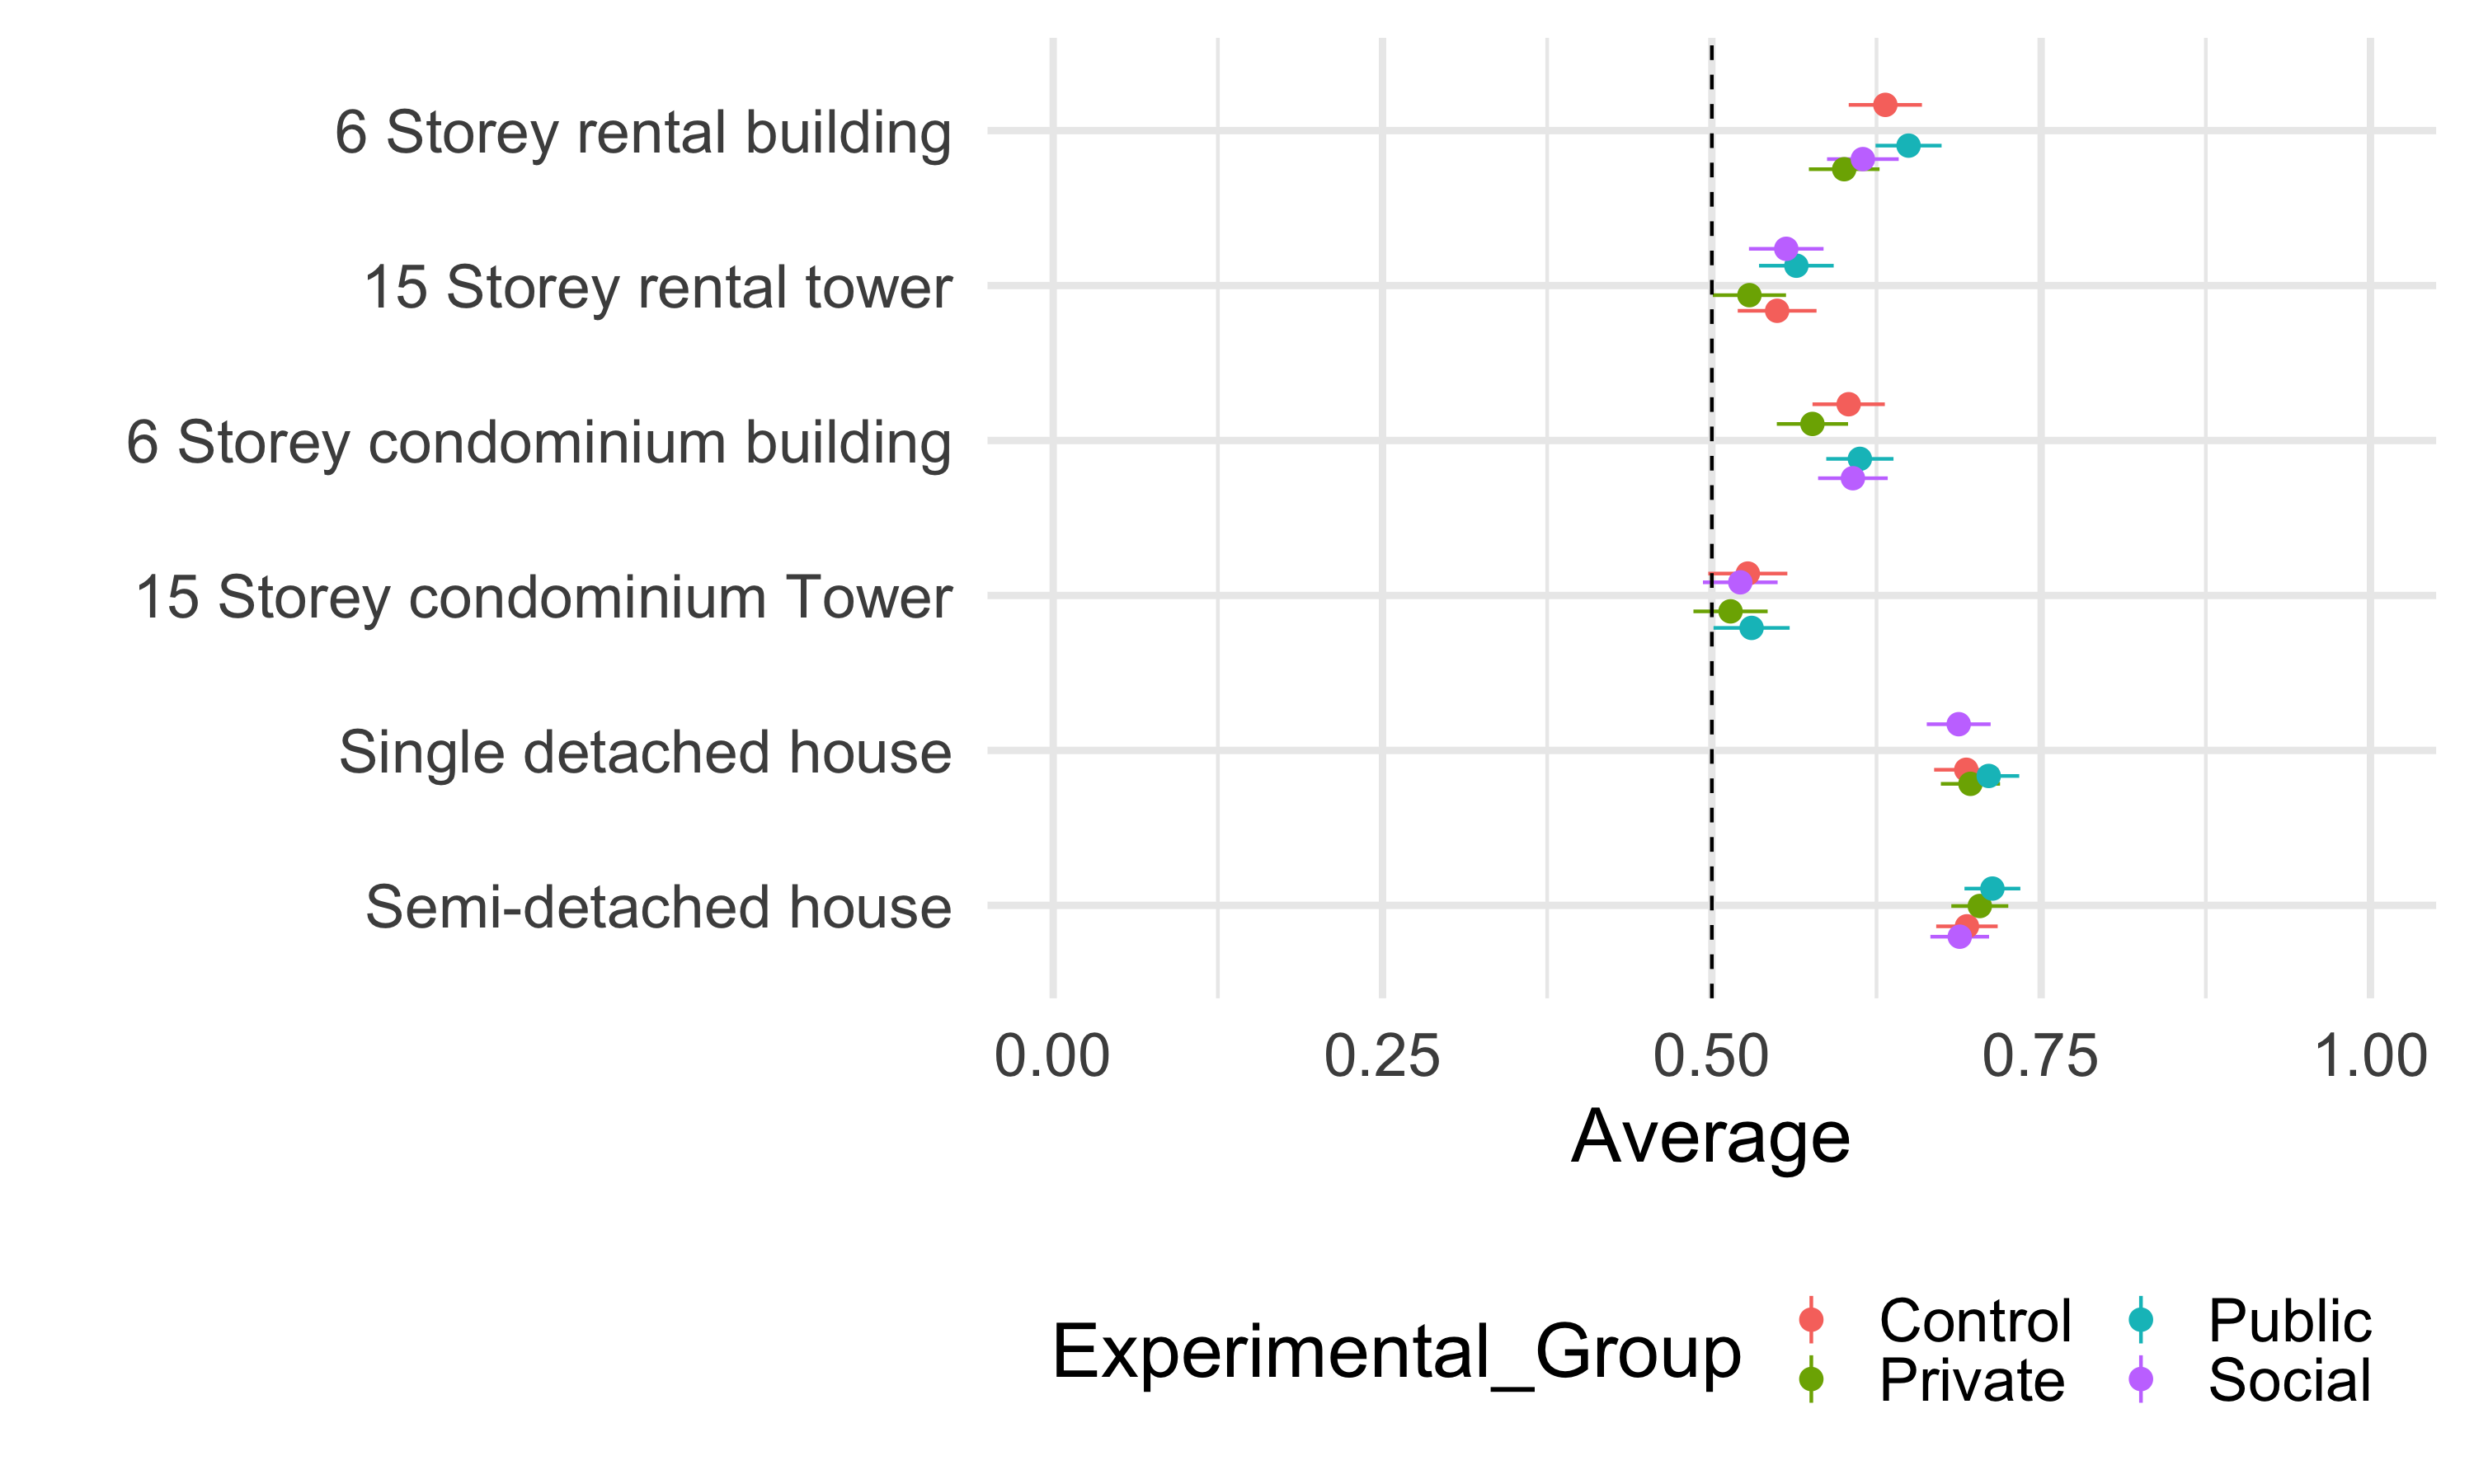 6 Storey rental building
15 Storey rental tower
6 Storey condominium building
15 Storey condominium Tower
Single detached house
Semi-detached house
0.00 0.25 0.50 0.75 1.00
Average
Experimental_Group
Control Public
Private Social